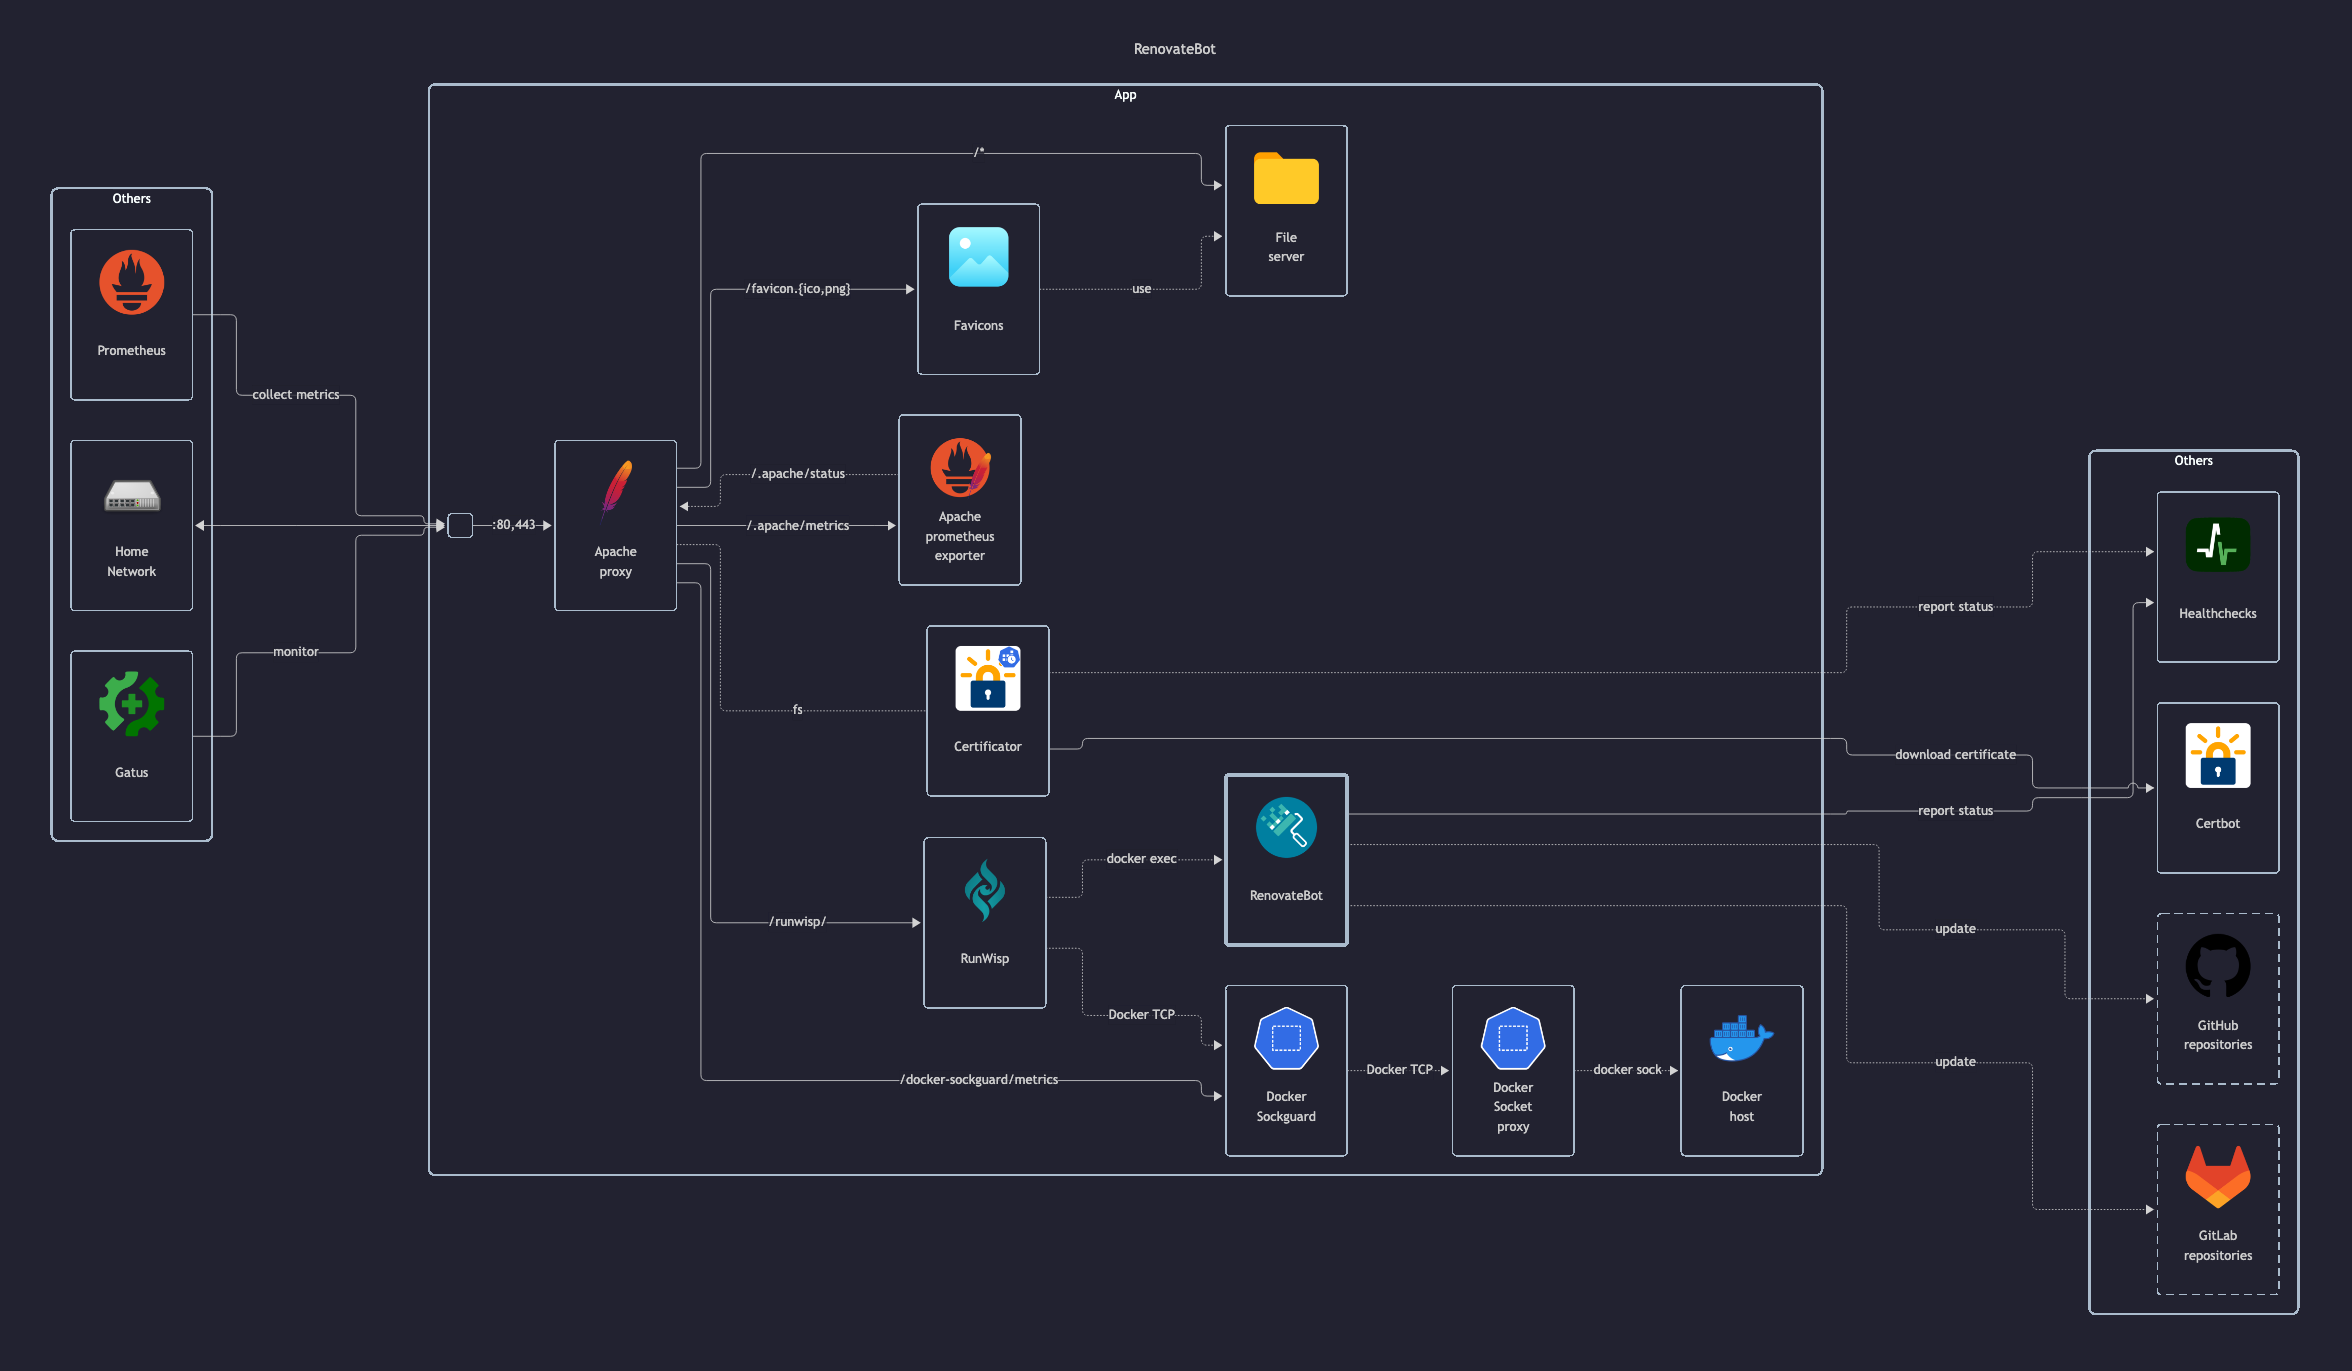 RenovateBot
App
Others
Prometheus
collect metrics
Home
Network
Gatus
monitor
:80,443
Apache
proxy
/*
/favicon.{ico,png}
Favicons
use
File
server
/.apache/status
/.apache/metrics
Apache
prometheus
exporter
fs
Certificator
/runwisp/
RunWisp
docker exec
RenovateBot
Docker TCP
/docker-sockguard/metrics
Docker
Sockguard
Docker TCP
Docker
Socket
proxy
docker sock
Docker
host
report status
download certificate
report status
update
update
Others
Healthchecks
Certbot
GitHub
repositories
GitLab
repositories